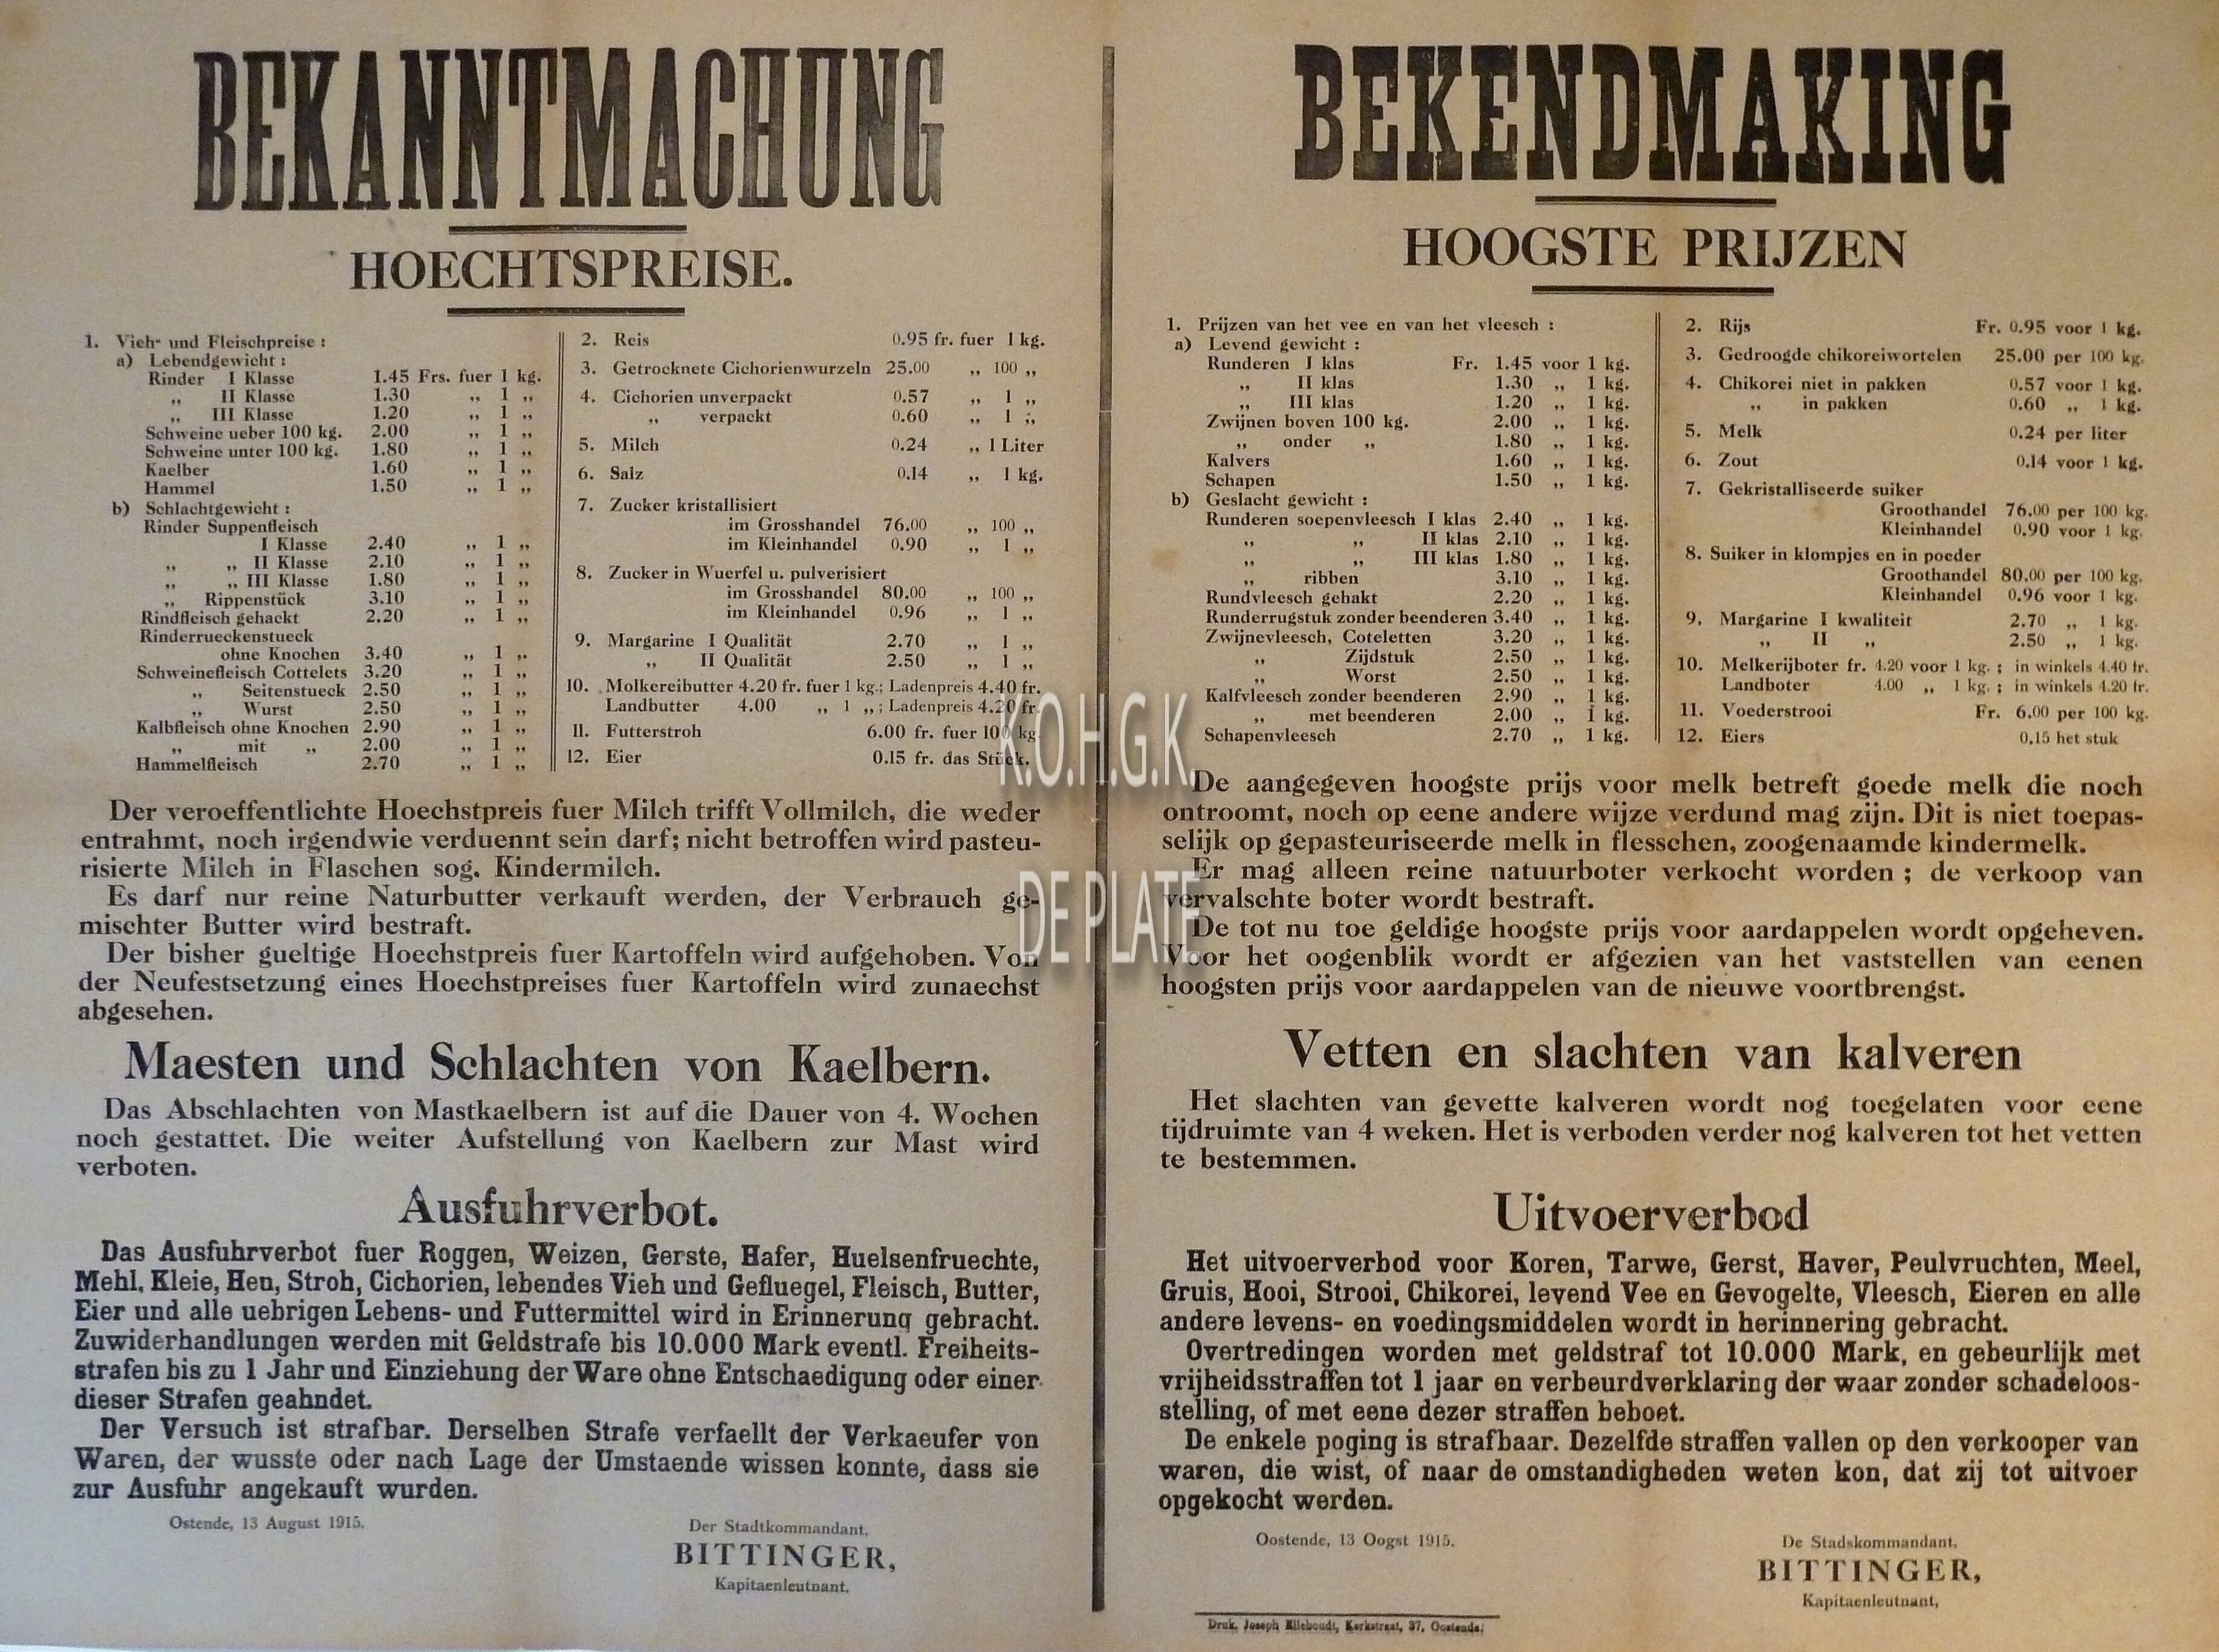 BEKANNTMACHUNG
HOECHTSPREISE.
1. Vieh- und Fleischpreise :
a) Lebendgewicht :
Rinder I Klasse 1.45 Frs. fuer 1 kg.
„ II Klasse 1.30 „ 1 „
„ III Klasse 1.20 „ 1 „
Schweine ueber 100 kg. 2.00 „ 1 „
Schweine unter 100 kg. 1.80 „ 1 „
Kaelber 1.60 „ 1 „
Hammel 1.50 „ 1 „
b) Schlachtgewicht :
Rinder Suppenfleisch
I Klasse 2.40 „ 1 „
„ „ II Klasse 2.10 „ 1 „
„ „ III Klasse 1.80 „ 1 „
„ Rippenstück 3.10 „ 1 „
Rindfleisch gehackt 2.20 „ 1 „
Rinderrueckenstueck
ohne Knochen 3.40 „ 1 „
Schweinefleisch Cottelets 3.20 „ 1 „
„ Seitenstueck 2.50 „ 1 „
„ Wurst 2.50 „ 1 „
Kalbfleisch ohne Knochen 2.90 „ 1 „
„ mit „ 2.00 „ 1 „
Hammelfleisch 2.70 „ 1 „
2. Reis 0.95 fr. fuer 1 kg.
3. Getrocknete Cichorienwurzeln 25.00 „ 100 „
4. Cichorien unverpackt 0.57 „ 1 „
„ verpackt 0.60 „ 1 „
5. Milch 0.24 „ 1 Liter
6. Salz 0.14 „ 1 kg.
7. Zucker kristallisiert
im Grosshandel 76.00 „ 100 „
im Kleinhandel 0.90 „ 1 „
8. Zucker in Wuerfel u. pulverisiert
im Grosshandel 80.00 „ 100 „
im Kleinhandel 0.96 „ 1 „
9. Margarine I Qualität 2.70 „ 1 „
„ II Qualität 2.50 „ 1 „
10. Molkereibutter 4.20 fr. fuer 1 kg.; Ladenpreis 4.40 fr.
Landbutter 4.00 „ 1 „ ; Ladenpreis 4.20 fr.
11. Futterstroh 6.00 fr. fuer 100 kg.
12. Eier 0.15 fr. das Stück.
Der veroeffentlichte Hoechstpreis fuer Milch trifft Vollmilch, die weder
entrahmt, noch irgendwie verduennt sein darf; nicht betroffen wird pasteu-
risierte Milch in Flaschen sog. Kindermilch.
Es darf nur reine Naturbutter verkauft werden, der Verbrauch ge-
mischter Butter wird bestraft.
Der bisher gueltige Hoechstpreis fuer Kartoffeln wird aufgehoben. Von
der Neufestsetzung eines Hoechstpreises fuer Kartoffeln wird zunaechst
abgesehen.
Maesten und Schlachten von Kaelbern.
Das Abschlachten von Mastkaelbern ist auf die Dauer von 4. Wochen
noch gestattet. Die weiter Aufstellung von Kaelbern zur Mast wird
verboten.
Ausfuhrverbot.
Das Ausfuhrverbot fuer Roggen, Weizen, Gerste, Hafer, Huelsenfruechte,
Mehl, Kleie, Heu, Stroh, Cichorien, lebendes Vieh und Gefluegel, Fleisch, Butter,
Eier und alle uebrigen Lebens- und Futtermittel wird in Erinnerung gebracht.
Zuwiderhandlungen werden mit Geldstrafe bis 10.000 Mark eventl. Freiheits-
strafen bis zu 1 Jahr und Einziehung der Ware ohne Entschaedigung oder einer
dieser Strafen geahndet.
Der Versuch ist strafbar. Derselben Strafe verfaellt der Verkaeufer von
Waren, der wusste oder nach Lage der Umstaende wissen konnte, dass sie
zur Ausfuhr angekauft wurden.
Ostende, 13 August 1915.
Der Stadtkommandant,
BITTINGER,
Kapitaenleutnant.
BEKENDMAKING
HOOGSTE PRIJZEN
1. Prijzen van het vee en van het vleesch :
a) Levend gewicht :
Runderen I klas Fr. 1.45 voor 1 kg.
„ II klas 1.30 „ 1 kg.
„ III klas 1.20 „ 1 kg.
Zwijnen boven 100 kg. 2.00 „ 1 kg.
„ onder „ 1.80 „ 1 kg.
Kalvers 1.60 „ 1 kg.
Schapen 1.50 „ 1 kg.
b) Geslacht gewicht :
Runderen soepenvleesch I klas 2.40 „ 1 kg.
„ „ II klas 2.10 „ 1 kg.
„ „ III klas 1.80 „ 1 kg.
„ ribben 3.10 „ 1 kg.
Rundvleesch gehakt 2.20 „ 1 kg.
Runderrugstuk zonder beenderen 3.40 „ 1 kg.
Zwijnevleesch, Coteletten 3.20 „ 1 kg.
„ Zijdstuk 2.50 „ 1 kg.
„ Worst 2.50 „ 1 kg.
Kalfvleesch zonder beenderen 2.90 „ 1 kg.
„ met beenderen 2.00 „ 1 kg.
Schapenvleesch 2.70 „ 1 kg.
2. Rijs Fr. 0.95 voor 1 kg.
3. Gedroogde chikoreiwortelen 25.00 per 100 kg.
4. Chikorei niet in pakken 0.57 voor 1 kg.
„ in pakken 0.60 „ 1 kg.
5. Melk 0.24 per liter
6. Zout 0.14 voor 1 kg.
7. Gekristalliseerde suiker
Groothandel 76.00 per 100 kg.
Kleinhandel 0.90 voor 1 kg.
8. Suiker in klompjes en in poeder
Groothandel 80.00 per 100 kg.
Kleinhandel 0.96 voor 1 kg.
9. Margarine I kwaliteit 2.70 „ 1 kg.
„ II „ 2.50 „ 1 kg.
10. Melkerijboter fr. 4.20 voor 1 kg. ; in winkels 4.40 fr.
Landboter 4.00 „ 1 kg. ; in winkels 4.20 fr.
11. Voederstrooi Fr. 6.00 per 100 kg.
12. Eiers 0.15 het stuk
De aangegeven hoogste prijs voor melk betreft goede melk die noch
ontroomt, noch op eene andere wijze verdund mag zijn. Dit is niet toepas-
selijk op gepasteuriseerde melk in flesschen, zoogenaamde kindermelk.
Er mag alleen reine natuurboter verkocht worden ; de verkoop van
vervalschte boter wordt bestraft.
De tot nu toe geldige hoogste prijs voor aardappelen wordt opgeheven.
Voor het oogenblik wordt er afgezien van het vaststellen van eenen
hoogsten prijs voor aardappelen van de nieuwe voortbrengst.
Vetten en slachten van kalveren
Het slachten van gevette kalveren wordt nog toegelaten voor eene
tijdruimte van 4 weken. Het is verboden verder nog kalveren tot het vetten
te bestemmen.
Uitvoerverbod
Het uitvoerverbod voor Koren, Tarwe, Gerst, Haver, Peulvruchten, Meel,
Gruis, Hooi, Strooi, Chikorei, levend Vee en Gevogelte, Vleesch, Eieren en alle
andere levens- en voedingsmiddelen wordt in herinnering gebracht.
Overtredingen worden met geldstraf tot 10.000 Mark, en gebeurlijk met
vrijheidsstraffen tot 1 jaar en verbeurdverklaring der waar zonder schadeloos-
stelling, of met eene dezer straffen beboet.
De enkele poging is strafbaar. Dezelfde straffen vallen op den verkooper van
waren, die wist, of naar de omstandigheden weten kon, dat zij tot uitvoer
opgekocht werden.
Oostende, 13 Oogst 1915.
De Stadskommandant,
BITTINGER,
Kapitaenleutnant,
Druk. Joseph Elleboudt, Kerkstraat, 37, Oostende.
K.O.H.G.K.
DE PLATE